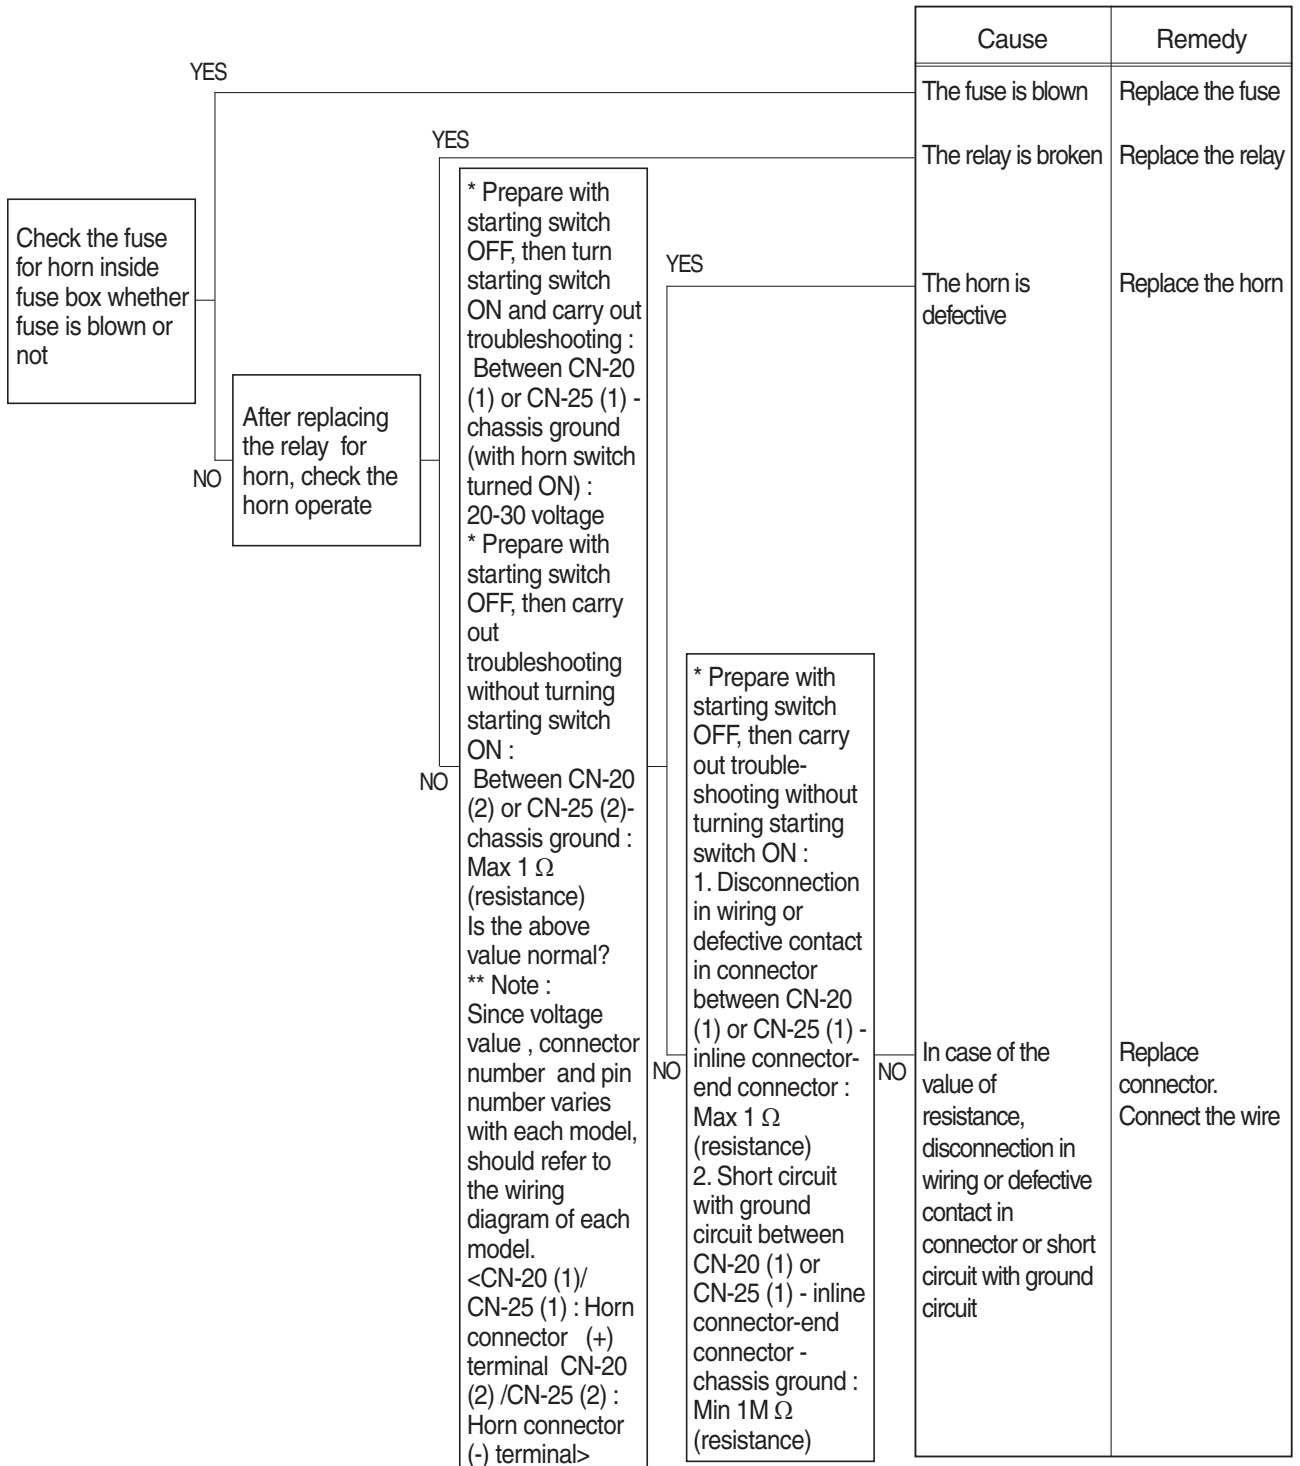 Cause
Remedy
YES
The fuse is blown
Replace the fuse
YES
The relay is broken
Replace the relay
Check the fuse
for horn inside
fuse box whether
fuse is blown or
not
NO
After replacing
the relay for
horn, check the
horn operate
* Prepare with
starting switch
OFF, then turn
starting switch
ON and carry out
troubleshooting :
Between CN-20
(1) or CN-25 (1) -
chassis ground
(with horn switch
turned ON) :
20-30 voltage
* Prepare with
starting switch
OFF, then carry
out
troubleshooting
without turning
starting switch
ON :
Between CN-20
(2) or CN-25 (2)-
chassis ground :
Max 1 Ω
(resistance)
Is the above
value normal?
** Note :
Since voltage
value , connector
number and pin
number varies
with each model,
should refer to
the wiring
diagram of each
model.
<CN-20 (1)/
CN-25 (1) : Horn
connector (+)
terminal CN-20
(2) /CN-25 (2) :
Horn connector
(-) terminal>
NO
YES
The horn is
defective
Replace the horn
NO
* Prepare with
starting switch
OFF, then carry
out trouble-
shooting without
turning starting
switch ON :
1. Disconnection
in wiring or
defective contact
in connector
between CN-20
(1) or CN-25 (1) -
inline connector-
end connector :
Max 1 Ω
(resistance)
2. Short circuit
with ground
circuit between
CN-20 (1) or
CN-25 (1) - inline
connector-end
connector -
chassis ground :
Min 1M Ω
(resistance)
NO
In case of the
value of
resistance,
disconnection in
wiring or defective
contact in
connector or short
circuit with ground
circuit
Replace
connector.
Connect the wire